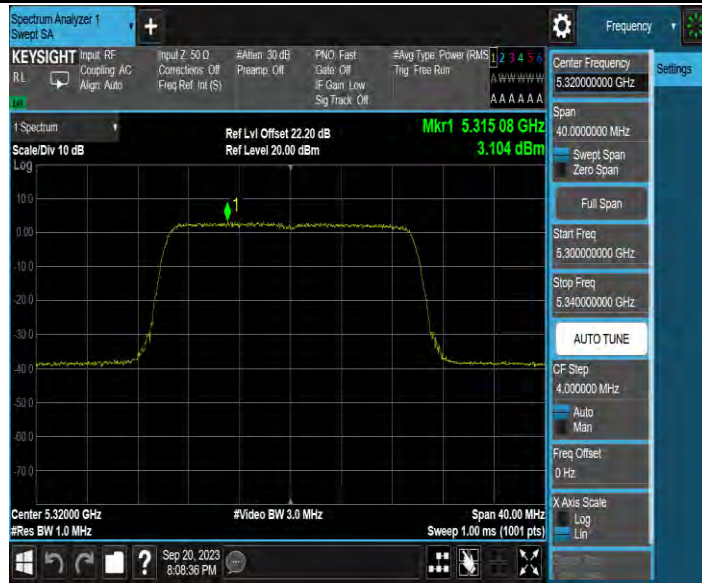 Spectrum Analyzer 1
Swept SA
+
Frequency
KEYSIGHT
RL
Input: RF
Coupling: AC
Align: Auto
Input Z: 50 Ω
Corrections: Off
Freq Ref: Int (S)
#Atten: 30 dB
Preamp: Off
PNO: Fast
Gate: Off
IF Gain: Low
Sig Track: Off
#Avg Type: Power (RMS
Trig: Free Run
1 2 3 4 5 6
A W W W W W
A A A A A A
Settings
1 Spectrum
Scale/Div 10 dB
Log
Ref Lvl Offset 22.20 dB
Ref Level 20.00 dBm
Mkr1 5.315 08 GHz
3.104 dBm
1
10.0
0.00
-10.0
-20.0
-30.0
-40.0
-50.0
-60.0
-70.0
Center 5.32000 GHz
#Res BW 1.0 MHz
#Video BW 3.0 MHz
Span 40.00 MHz
Sweep 1.00 ms (1001 pts)
Center Frequency
5.320000000 GHz
Span
40.0000000 MHz
Swept Span
Zero Span
Full Span
Start Freq
5.300000000 GHz
Stop Freq
5.340000000 GHz
AUTO TUNE
CF Step
4.000000 MHz
Auto
Man
Freq Offset
0 Hz
X Axis Scale
Log
Lin
?
Sep 20, 2023
8:08:36 PM